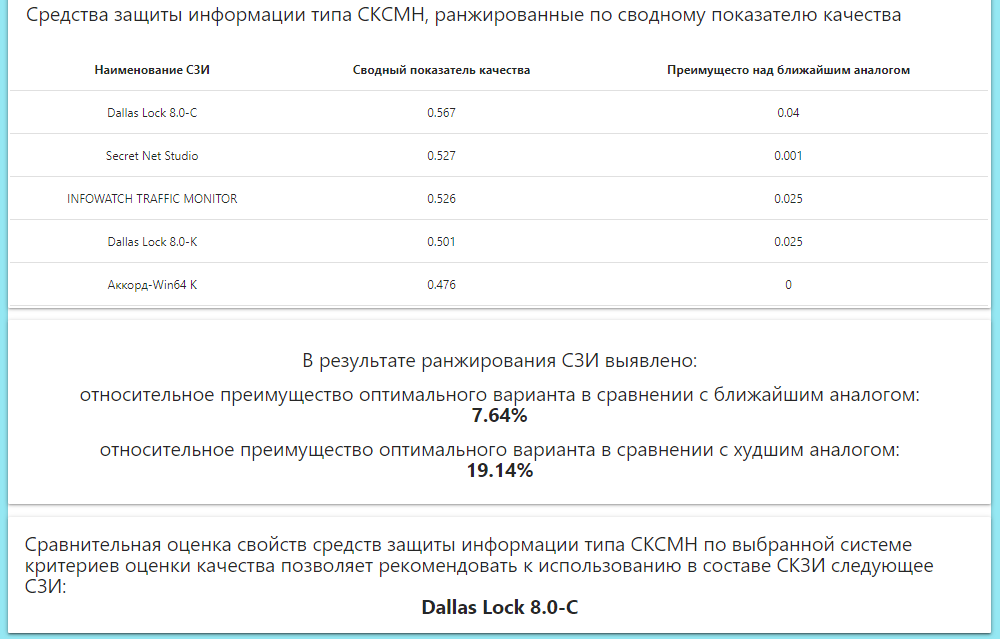 Средства защиты информации типа СКСМН, ранжированные по сводному показателю качества
Наименование СЗИ Сводный показатель качества Преимущесто над ближайшим аналогом
Dallas Lock 8.0-C 0.567 0.04
Secret Net Studio 0.527 0.001
INFOWATCH TRAFFIC MONITOR 0.526 0.025
Dallas Lock 8.0-K 0.501 0.025
Аккорд-Win64 K 0.476 0
В результате ранжирования СЗИ выявлено:
относительное преимущество оптимального варианта в сравнении с ближайшим аналогом:
7.64%
относительное преимущество оптимального варианта в сравнении с худшим аналогом:
19.14%
Сравнительная оценка свойств средств защиты информации типа СКСМН по выбранной системе
критериев оценки качества позволяет рекомендовать к использованию в составе СКЗИ следующее
СЗИ:
Dallas Lock 8.0-C